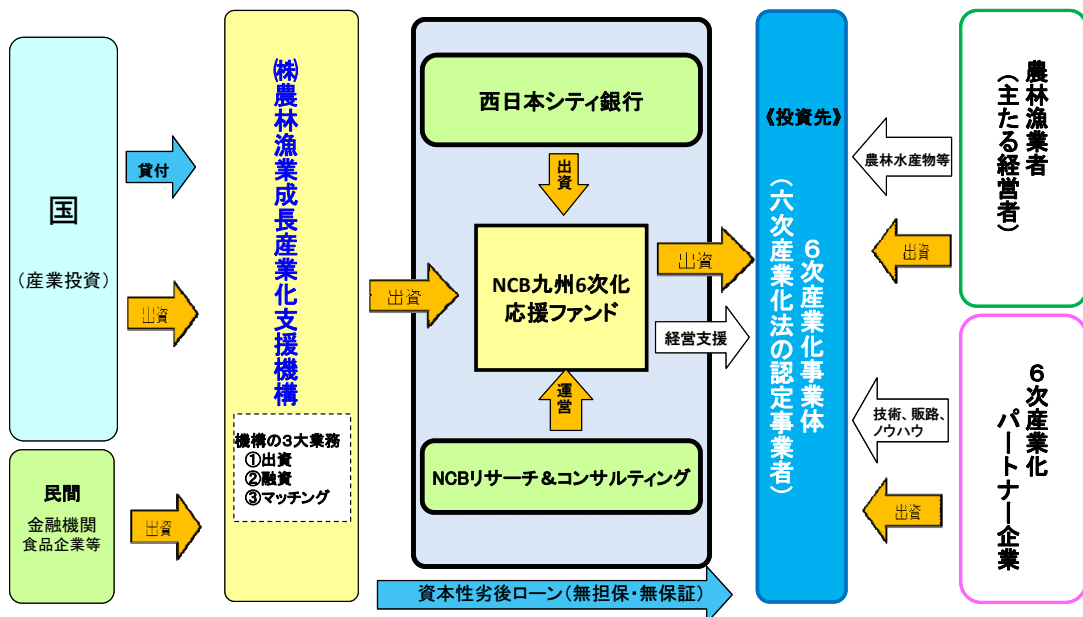 国
(産業投資)
民間
金融機関
食品企業等
貸付
出資
出資
㈱農林漁業成長産業化支援機構
機構の3大業務
①出資
②融資
③マッチング
出資
西日本シティ銀行
出資
NCB九州6次化
応援ファンド
運営
NCBリサーチ&コンサルティング
出資
経営支援
資本性劣後ローン(無担保・無保証)
《投資先》
6次産業化事業体
(六次産業化法の認定事業者)
農林水産物等
出資
技術、販路、
ノウハウ
出資
農林漁業者
(主たる経営者)
6次産業化
パートナー企業